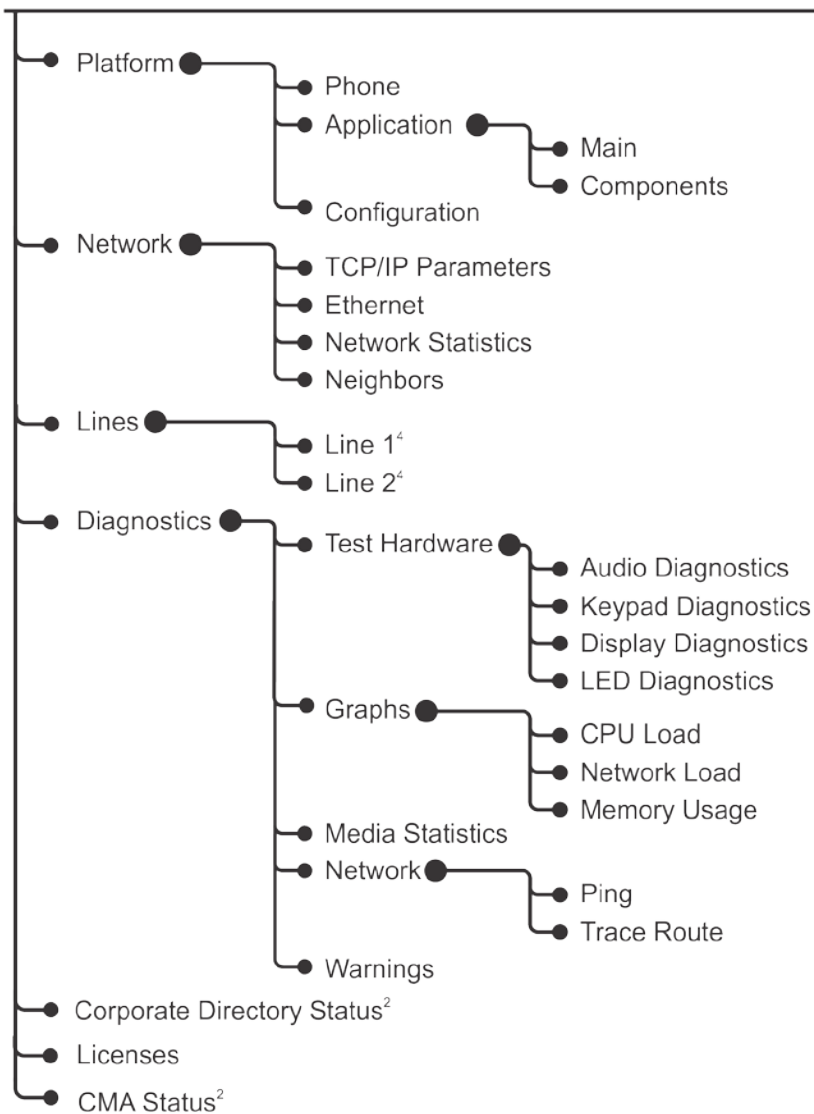 Platform
Phone
Application
Main
Components
Configuration
Network
TCP/IP Parameters
Ethernet
Network Statistics
Neighbors
Lines
Line 1⁴
Line 2⁴
Diagnostics
Test Hardware
Audio Diagnostics
Keypad Diagnostics
Display Diagnostics
LED Diagnostics
Graphs
CPU Load
Network Load
Memory Usage
Media Statistics
Network
Ping
Trace Route
Warnings
Corporate Directory Status²
Licenses
CMA Status²